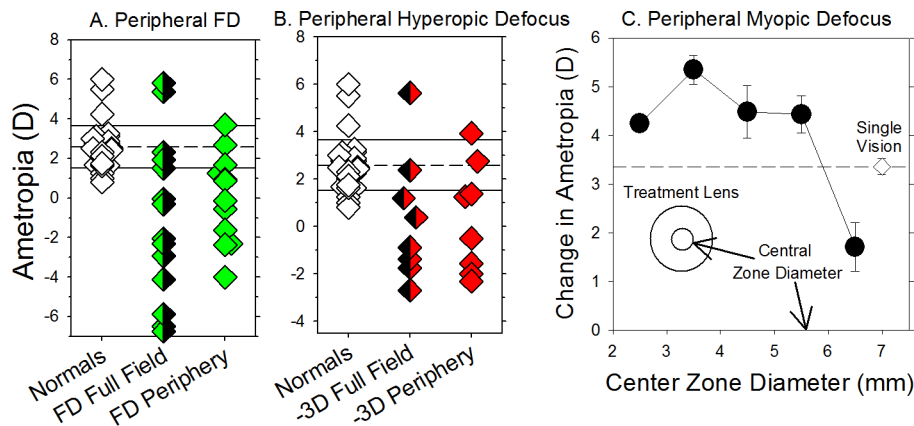 A. Peripheral FD
B. Peripheral Hyperopic Defocus
C. Peripheral Myopic Defocus
Ametropia (D)
8
6
4
2
0
-2
-4
-6
Normals
FD Full Field
FD Periphery
8
6
4
2
0
-2
-4
Normals
-3D Full Field
-3D Periphery
Change in Ametropia (D)
6
5
4
3
2
1
0
Single
Vision
Treatment Lens
Central
Zone Diameter
2 3 4 5 6 7
Center Zone Diameter (mm)